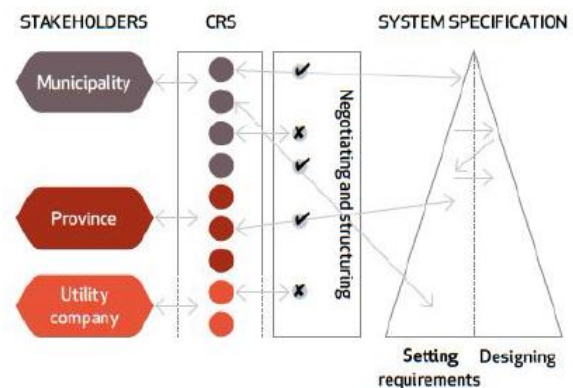 STAKEHOLDERS
CRS
SYSTEM SPECIFICATION
Municipality
Province
Utility
company
Negotiating and structuring
Setting
requirements
Designing